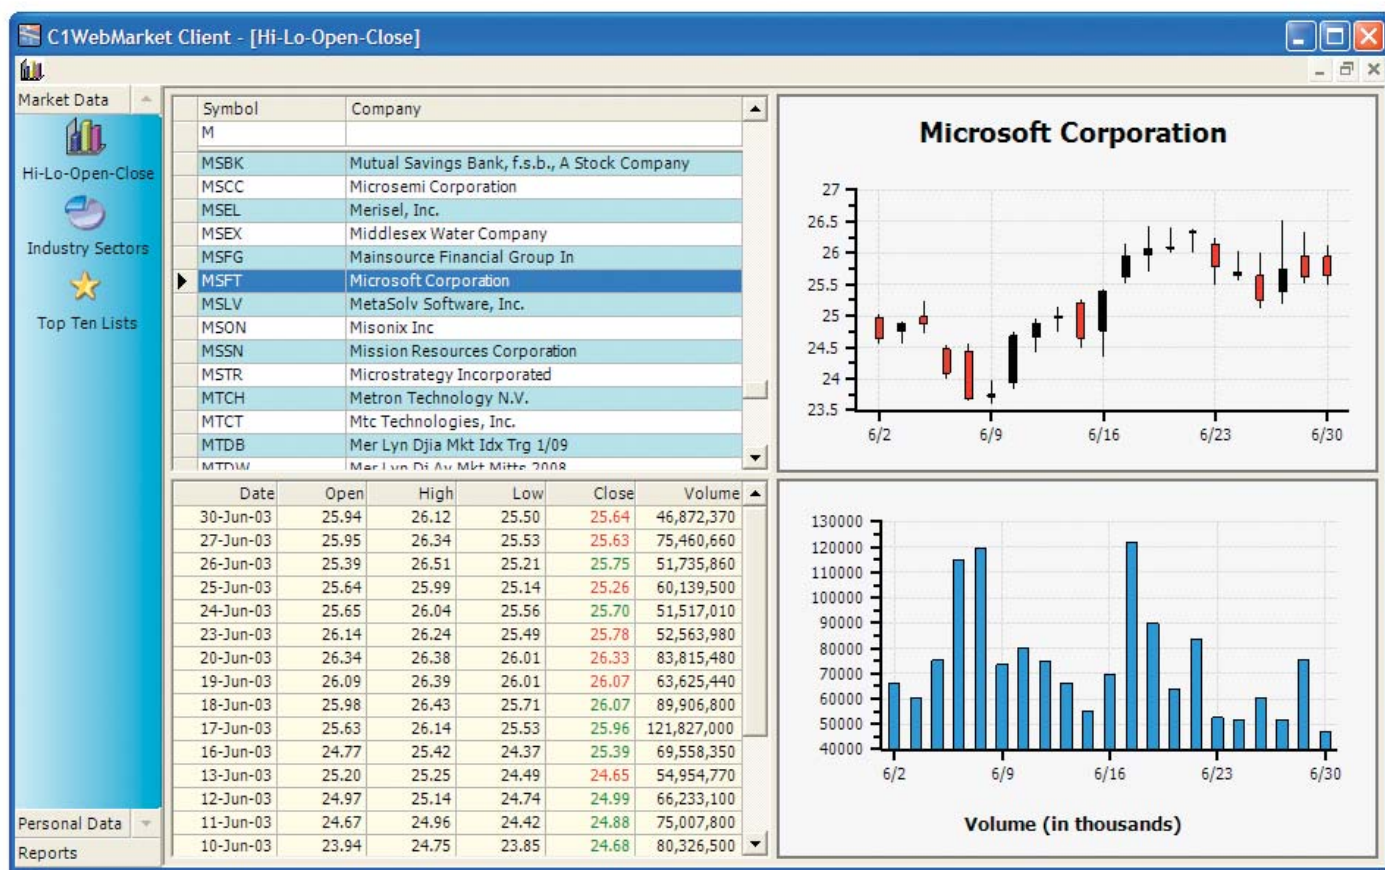 C1WebMarket Client - [Hi-Lo-Open-Close]
Market Data
Hi-Lo-Open-Close
Industry Sectors
Top Ten Lists
Personal Data
Reports
Symbol Company
M
MSBK Mutual Savings Bank, f.s.b., A Stock Company
MSCC Microsemi Corporation
MSEL Merisel, Inc.
MSEX Middlesex Water Company
MSFG Mainsource Financial Group In
MSFT Microsoft Corporation
MSLV MetaSolv Software, Inc.
MSON Misonix Inc
MSSN Mission Resources Corporation
MSTR Microstrategy Incorporated
MTCH Metron Technology N.V.
MTCT Mtc Technologies, Inc.
MTDB Mer Lyn Djia Mkt Idx Trg 1/09
MTDW Mer Lyn Dj Av Mkt Mitts 2008
Microsoft Corporation
27
26.5
26
25.5
25
24.5
24
23.5
6/2 6/9 6/16 6/23 6/30
Date Open High Low Close Volume
30-Jun-03 25.94 26.12 25.50 25.64 46,872,370
27-Jun-03 25.95 26.34 25.53 25.63 75,460,660
26-Jun-03 25.39 26.51 25.21 25.75 51,735,860
25-Jun-03 25.64 25.99 25.14 25.26 60,139,500
24-Jun-03 25.65 26.04 25.56 25.70 51,517,010
23-Jun-03 26.14 26.24 25.49 25.78 52,563,980
20-Jun-03 26.34 26.38 26.01 26.33 83,815,480
19-Jun-03 26.09 26.39 26.01 26.07 63,625,440
18-Jun-03 25.98 26.43 25.71 26.07 89,906,800
17-Jun-03 25.63 26.14 25.53 25.96 121,827,000
16-Jun-03 24.77 25.42 24.37 25.39 69,558,350
13-Jun-03 25.20 25.25 24.49 24.65 54,954,770
12-Jun-03 24.97 25.14 24.74 24.99 66,233,100
11-Jun-03 24.67 24.96 24.42 24.88 75,007,800
10-Jun-03 23.94 24.75 23.85 24.68 80,326,500
130000
120000
110000
100000
90000
80000
70000
60000
50000
40000
6/2 6/9 6/16 6/23 6/30
Volume (in thousands)